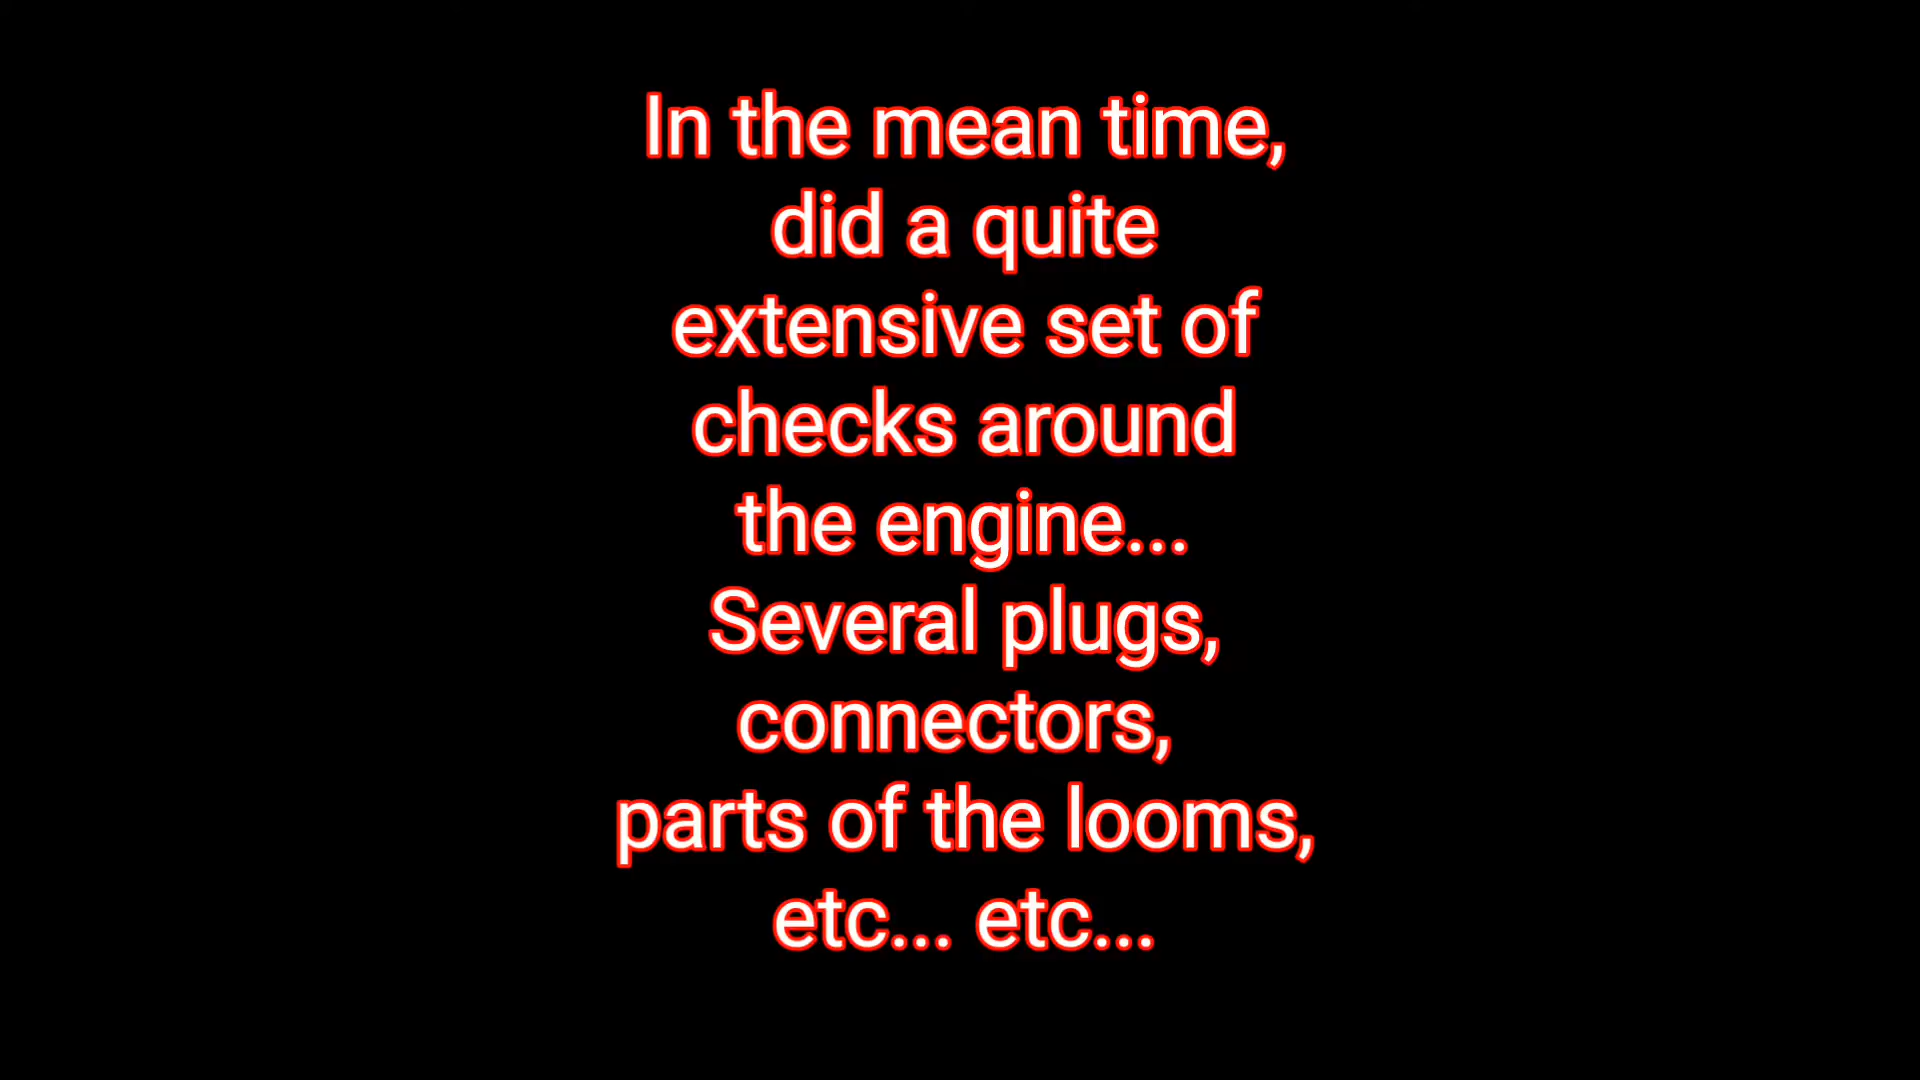 In the mean time,
did a quite
extensive set of
checks around
the engine...
Several plugs,
connectors,
parts of the looms,
etc... etc...